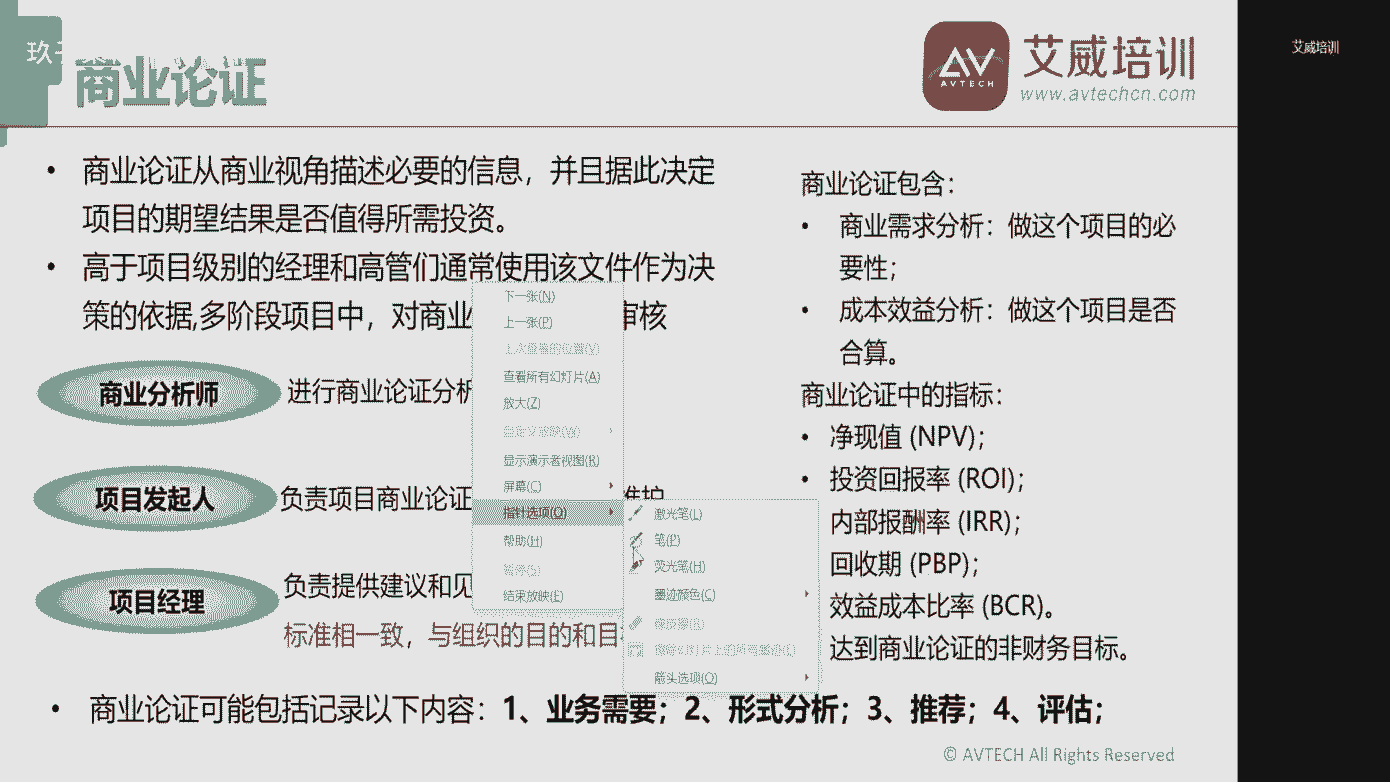 玖
商业论证
AVTECH
艾威培训
www.avtechcn.com
艾威培训
• 商业论证从商业视角描述必要的信息，并且据此决定
项目的期望结果是否值得所需投资。
• 高于项目级别的经理和高管们通常使用该文件作为决
策的依据,多阶段项目中，对商业
审核
商业分析师
进行商业论证分析
项目发起人
负责项目商业论证
维护
项目经理
负责提供建议和见
标准相一致，与组织的目的和目
• 商业论证可能包括记录以下内容：1、业务需要；2、形式分析；3、推荐；4、评估；
商业论证包含：
• 商业需求分析：做这个项目的必
要性；
• 成本效益分析：做这个项目是否
合算。
商业论证中的指标：
• 净现值 (NPV)；
• 投资回报率 (ROI)；
内部报酬率 (IRR)；
回收期 (PBP)；
效益成本比率 (BCR)。
达到商业论证的非财务目标。
下一张(N)
上一张(P)
上次查看的位置(V)
查看所有幻灯片(A)
放大(Z)
自定义放映(W)
显示演示者视图(R)
屏幕(C)
指针选项(O)
帮助(H)
暂停(S)
结束放映(E)
激光笔(L)
笔(P)
荧光笔(H)
墨迹颜色(C)
橡皮擦(R)
箭头选项(O)
© AVTECH All Rights Reserved